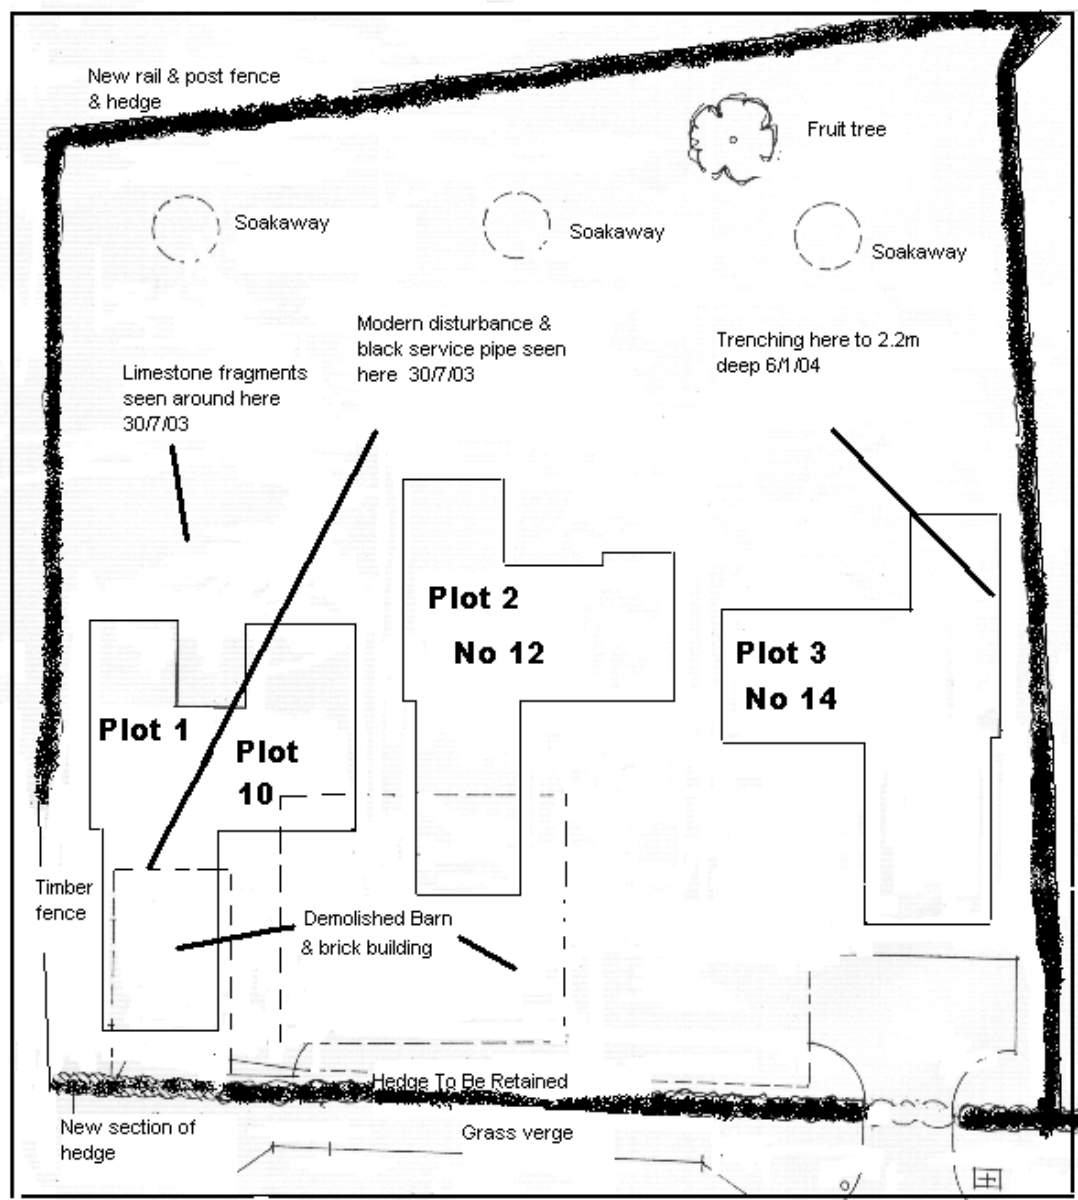 New rail & post fence
& hedge
Fruit tree
Soakaway
Soakaway
Soakaway
Modern disturbance &
black service pipe seen
here 30/7/03
Trenching here to 2.2m
deep 6/1/04
Limestone fragments
seen around here
30/7/03
Plot 2
No 12
Plot 3
No 14
Plot 1
Plot
10
Timber
fence
Demolished Barn
& brick building
Hedge To Be Retained
New section of
hedge
Grass verge